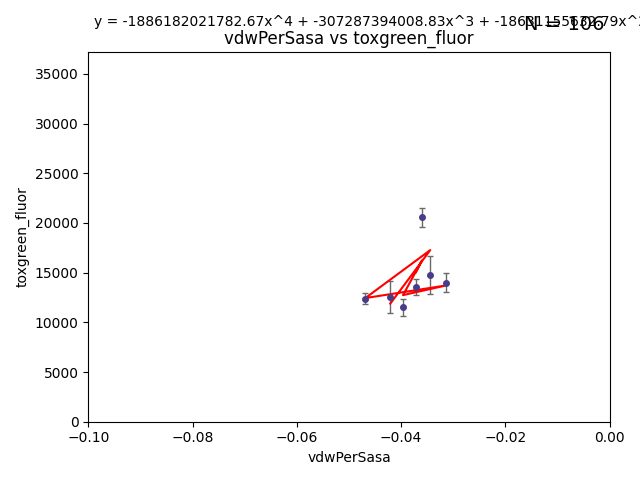 y = -1886182021782.67x^4 + -307287394008.83x^3 +
N = 106
vdwPerSasa vs toxgreen_fluor
35000
30000
25000
20000
15000
10000
5000
0
toxgreen_fluor
−0.10
−0.08
−0.06
−0.04
−0.02
0.00
vdwPerSasa